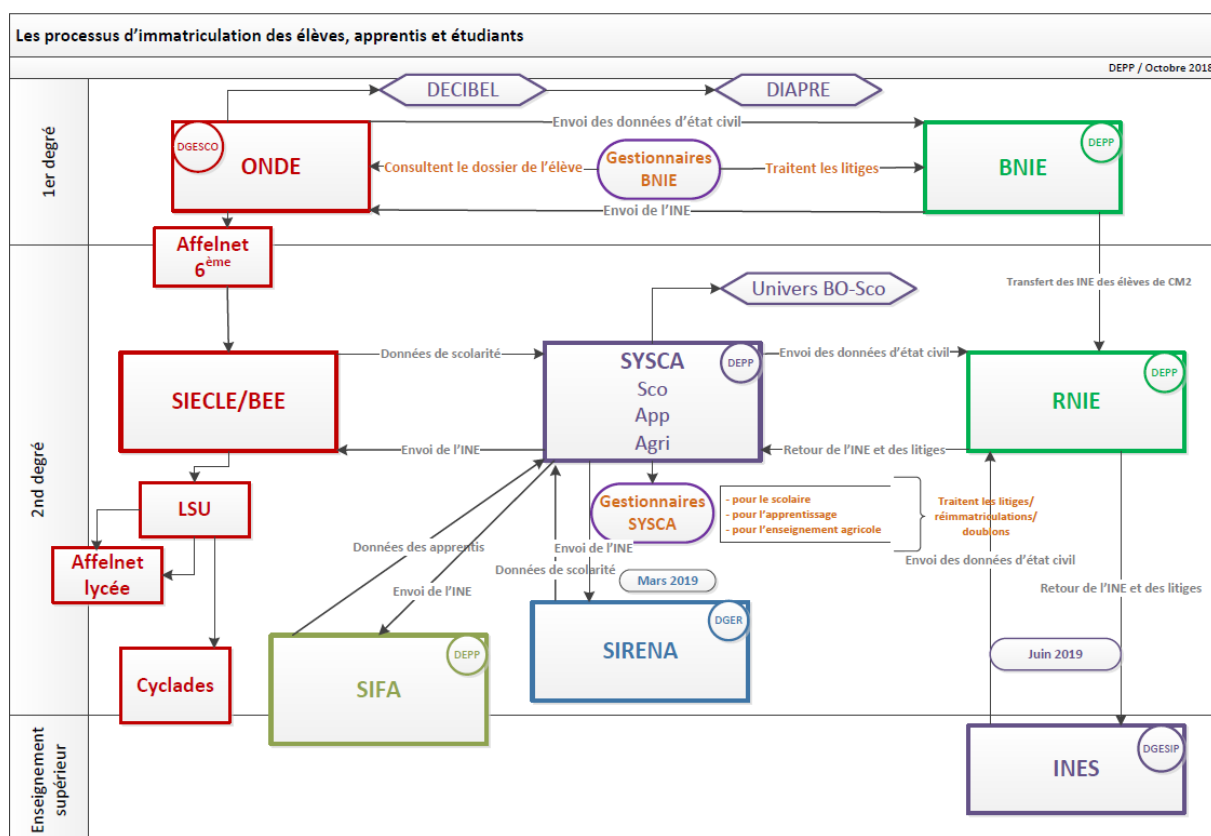 Les processus d'immatriculation des élèves, apprentis et étudiants
DEPP / Octobre 2018
1er degré
DECIBEL
DIAPRE
Envoi des données d'état civil
DGESCO
ONDE
Consultent le dossier de l'élève
Gestionnaires
BNIE
Traitent les litiges
BNIE
DEPP
Envoi de l'INE
2nd degré
Affelnet
6ème
Transfert des INE des élèves de CM2
Univers BO-Sco
SIECLE/BEE
Données de scolarité
SYSCA
DEPP
Sco
App
Agri
Envoi des données d'état civil
RNIE
DEPP
Envoi de l'INE
Retour de l'INE et des litiges
LSU
Gestionnaires
SYSCA
- pour le scolaire
- pour l'apprentissage
- pour l'enseignement agricole
Traitent les litiges/
réimmatriculations/
doublons
Affelnet
lycée
Données des apprentis
Envoi de l'INE
Envoi de l'INE
Données de scolarité
Mars 2019
Envoi des données d'état civil
Retour de l'INE et des litiges
Cyclades
SIFA
DEPP
SIRENA
DGER
Juin 2019
Enseignement
supérieur
INES
DGESIP